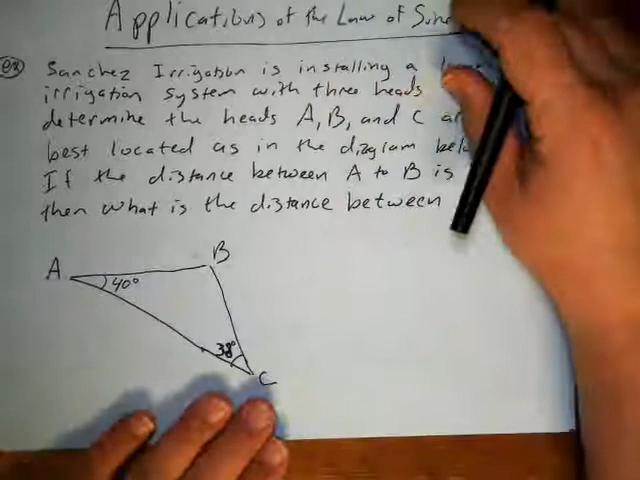 Applications of the Law of
ex Sanchez Irrigation is installing a
irrigation system with three heads
determine the heads A, B, and C
best located as in the diagram
If the distance between A to B is
then what is the distance between
A
B
40°
38°
C